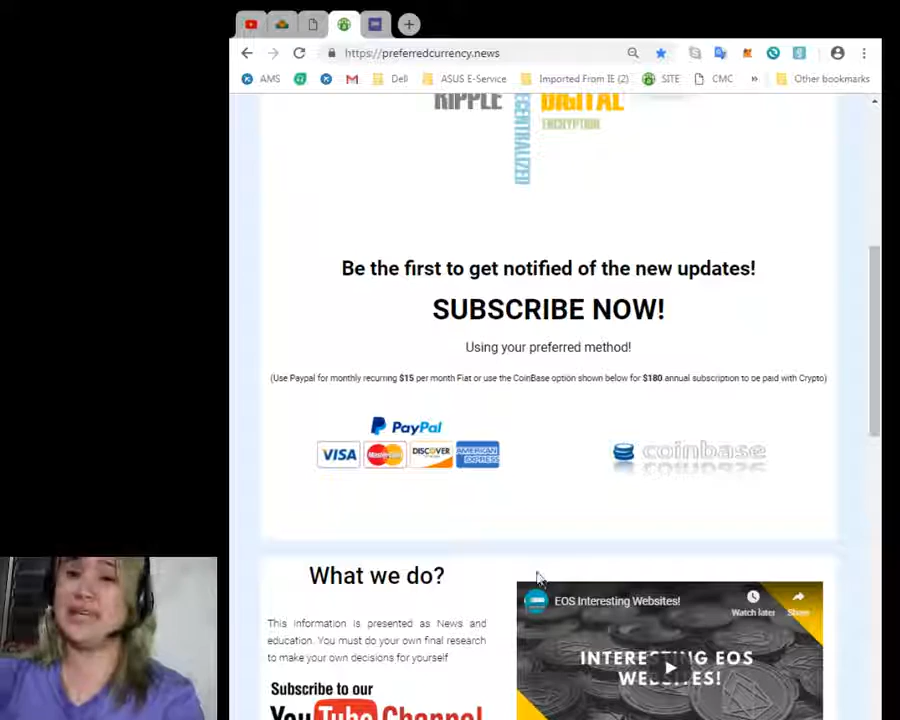 https://preferredcurrency.news
AMS
Dell
ASUS E-Service
Imported From IE (2)
SITE
CMC
»
Other bookmarks
RIPPLE
DECENTRALIZED
DIGITAL
ENCRYPTION
Be the first to get notified of the new updates!
SUBSCRIBE NOW!
Using your preferred method!
(Use Paypal for monthly recurring $15 per month Fiat or use the CoinBase option shown below for $180 annual subscription to be paid with Crypto)
PayPal
VISA
MasterCard
DISCOVER
AMERICAN EXPRESS
coinbase
What we do?
This information is presented as News and
education. You must do your own final research
to make your own decisions for yourself
Subscribe to our
YouTube Channel
EOS Interesting Websites!
Watch later
Share
INTERESTING EOS
WEBSITES!